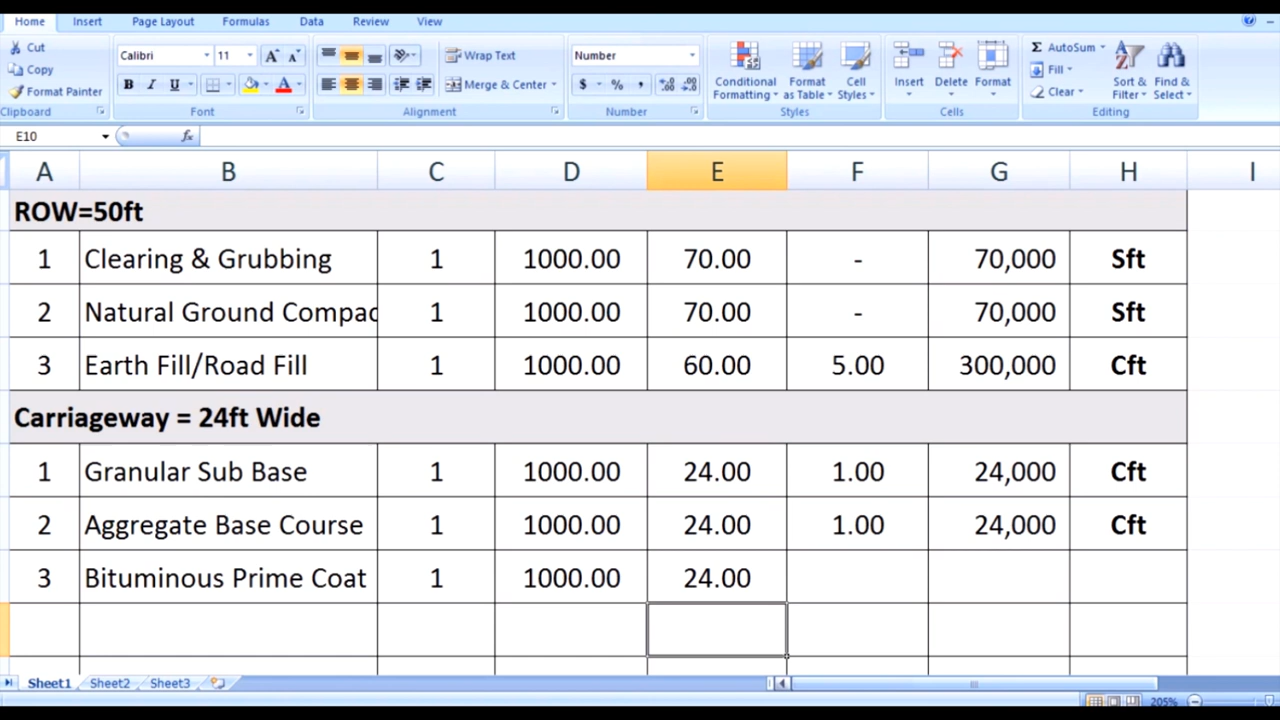 Home Insert Page Layout Formulas Data Review View
Cut Calibri 11 A A Wrap Text Number Σ AutoSum
Copy Fill
Format Painter B I U A Merge & Center $ % , Conditional Formatting Format as Table Cell Styles Insert Delete Format Clear Sort & Filter Find & Select
Clipboard Font Alignment Number Styles Cells Editing
E10 fx
A B C D E F G H I
ROW=50ft
1 Clearing & Grubbing 1 1000.00 70.00 - 70,000 Sft
2 Natural Ground Compac 1 1000.00 70.00 - 70,000 Sft
3 Earth Fill/Road Fill 1 1000.00 60.00 5.00 300,000 Cft
Carriageway = 24ft Wide
1 Granular Sub Base 1 1000.00 24.00 1.00 24,000 Cft
2 Aggregate Base Course 1 1000.00 24.00 1.00 24,000 Cft
3 Bituminous Prime Coat 1 1000.00 24.00
Sheet1 Sheet2 Sheet3
205%